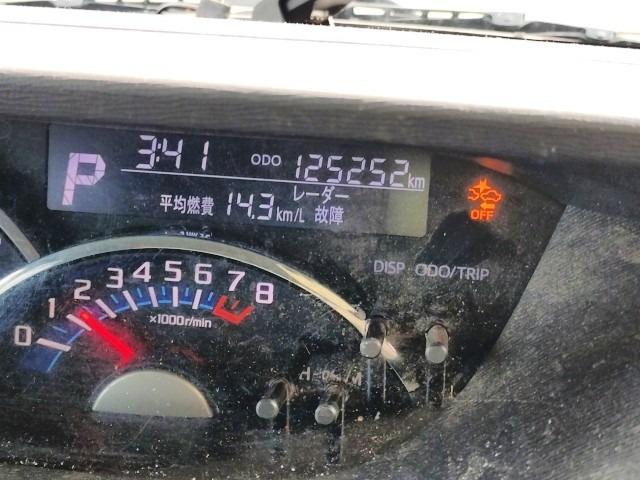 P
3:41 ODO 125252km
レーダー
平均燃費 14.3km/L 故障
OFF
DISP ODO/TRIP
0 1 2 3 4 5 6 7 8
×1000r/min